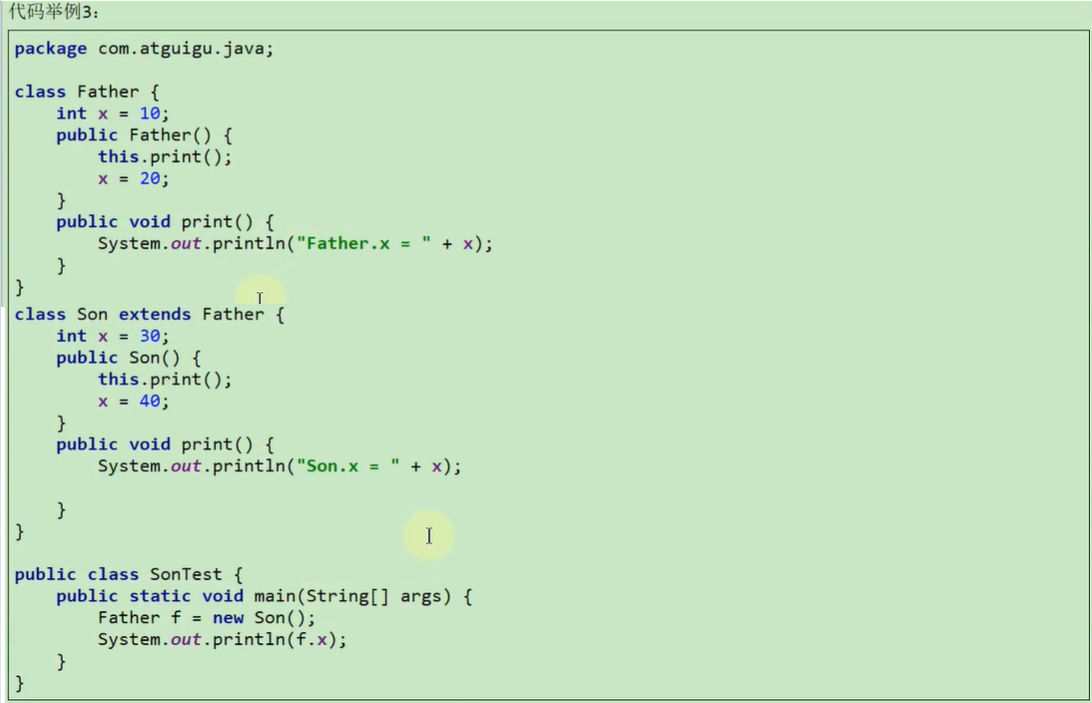 代码举例3：
package com.atguigu.java;
class Father {
int x = 10;
public Father() {
this.print();
x = 20;
}
public void print() {
System.out.println("Father.x = " + x);
}
}
class Son extends Father {
int x = 30;
public Son() {
this.print();
x = 40;
}
public void print() {
System.out.println("Son.x = " + x);
}
}
public class SonTest {
public static void main(String[] args) {
Father f = new Son();
System.out.println(f.x);
}
}